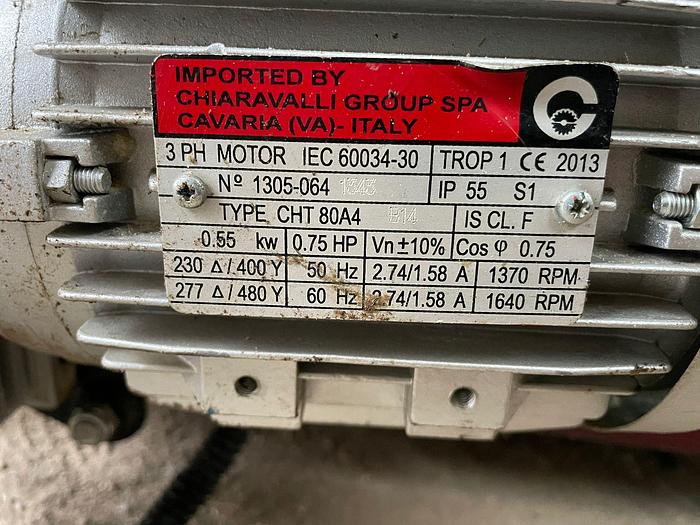 IMPORTED BY
CHIARAVALLI GROUP SPA
CAVARIA (VA)- ITALY
3 PH MOTOR IEC 60034-30 TROP 1 CE 2013
Nº 1305-064 1343 IP 55 S1
TYPE CHT 80A4 B14 IS CL. F
0.55 kw 0.75 HP Vn ±10% Cos φ 0.75
230 Δ / 400 Y 50 Hz 2.74/1.58 A 1370 RPM
277 Δ / 480 Y 60 Hz 2.74/1.58 A 1640 RPM